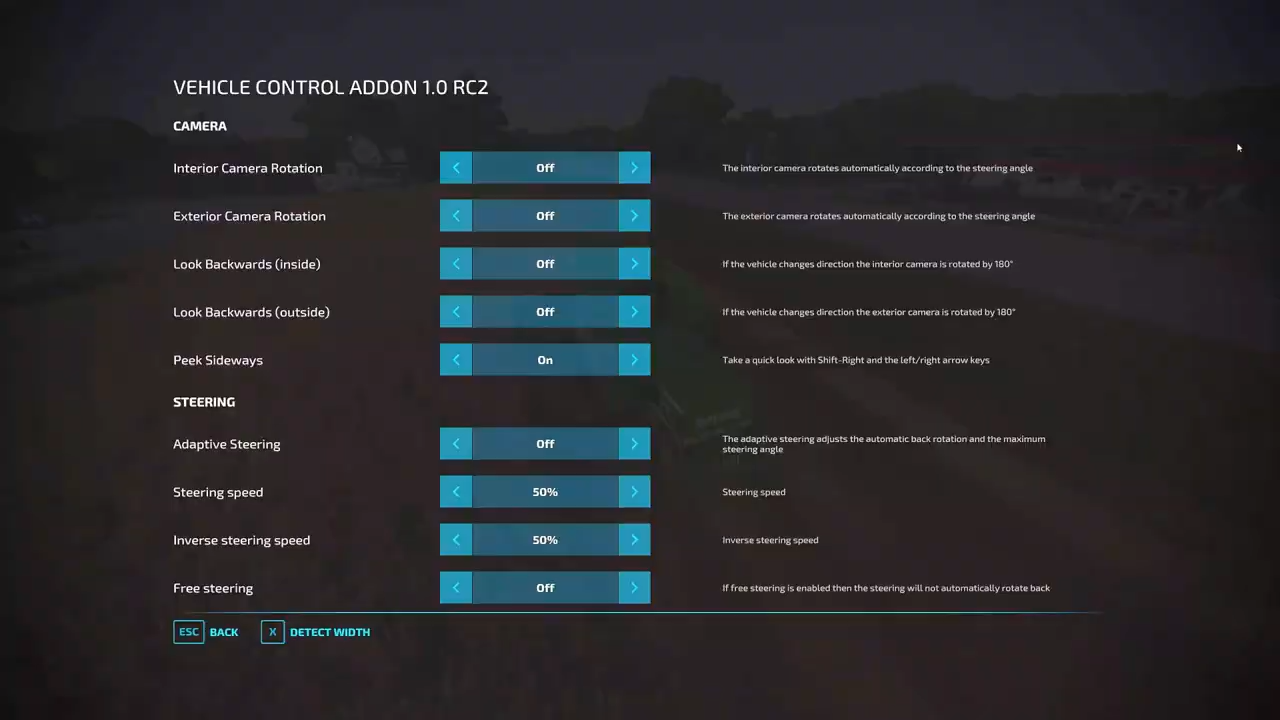 VEHICLE CONTROL ADDON 1.0 RC2
CAMERA
Interior Camera Rotation Off The interior camera rotates automatically according to the steering angle
Exterior Camera Rotation Off The exterior camera rotates automatically according to the steering angle
Look Backwards (inside) Off If the vehicle changes direction the interior camera is rotated by 180°
Look Backwards (outside) Off If the vehicle changes direction the exterior camera is rotated by 180°
Peek Sideways On Take a quick look with Shift-Right and the left/right arrow keys
STEERING
Adaptive Steering Off The adaptive steering adjusts the automatic back rotation and the maximum
steering angle
Steering speed 50% Steering speed
Inverse steering speed 50% Inverse steering speed
Free steering Off If free steering is enabled then the steering will not automatically rotate back
ESC BACK X DETECT WIDTH